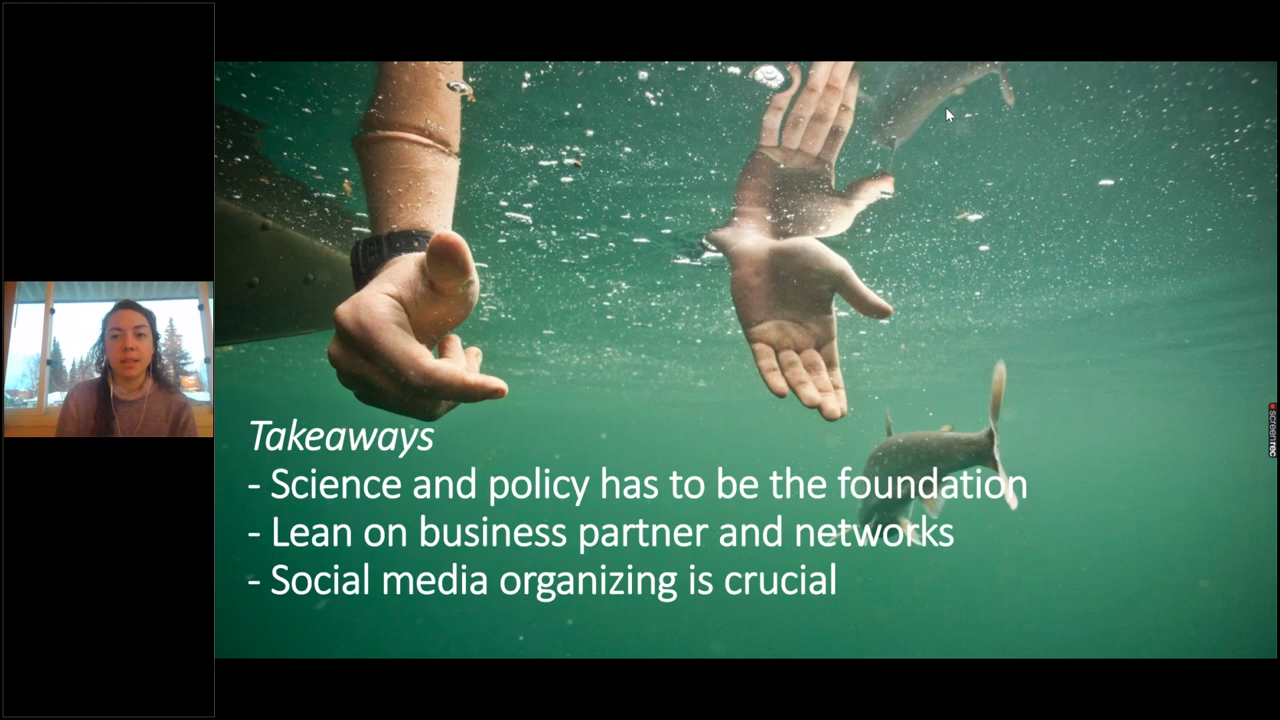 Takeaways
- Science and policy has to be the foundation
- Lean on business partner and networks
- Social media organizing is crucial
screenrec